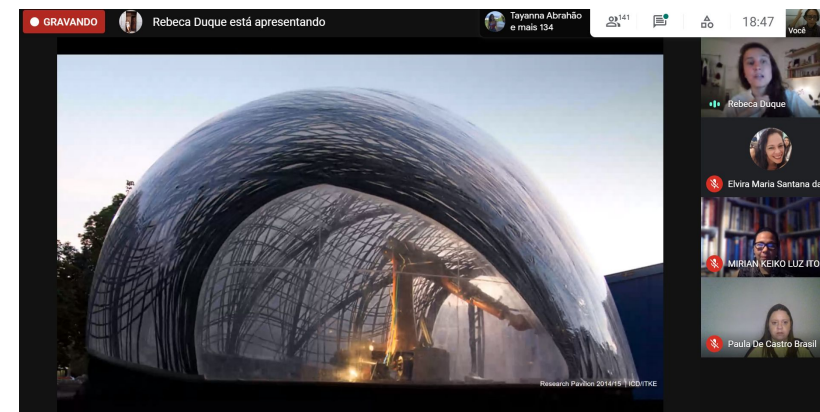 GRAVANDO
Rebeca Duque está apresentando
Tayanna Abrahão
e mais 134
141
18:47
Você
Rebeca Duque
Elvira Maria Santana da
MIRIAN KEIKO LUZ ITO
Paula De Castro Brasil
Research Pavilion 2014/15 | ICD/ITKE